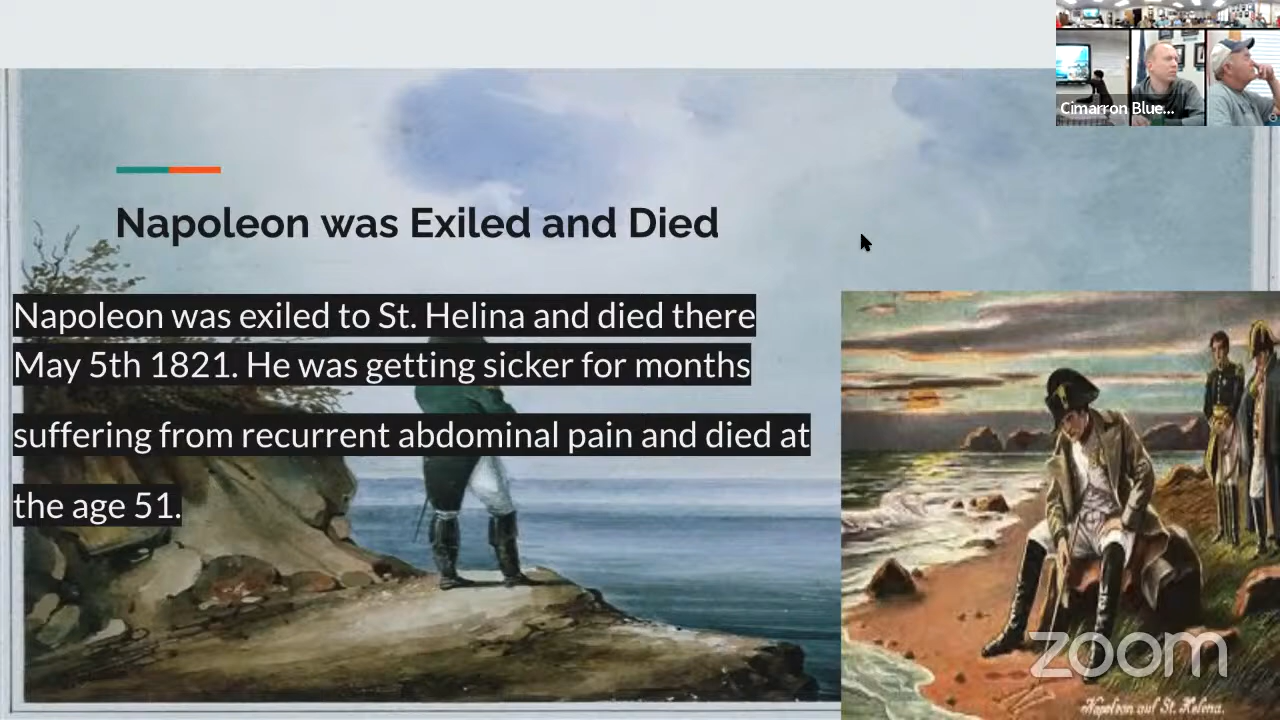 Cimarron Blue...
Napoleon was Exiled and Died
Napoleon was exiled to St. Helina and died there
May 5th 1821. He was getting sicker for months
suffering from recurrent abdominal pain and died at
the age 51.
zoom
Napoleon auf St. Helena.